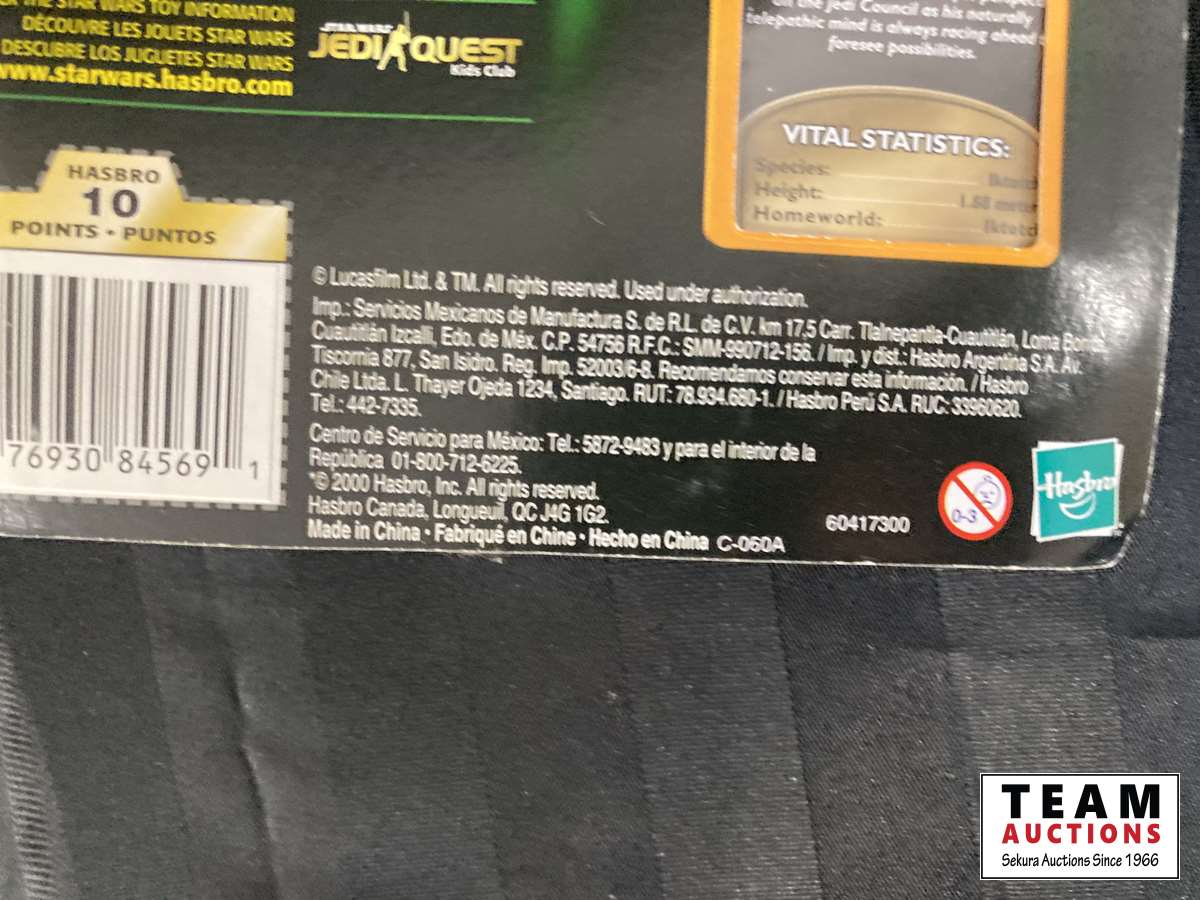 THE STAR WARS TOY INFORMATION
DÉCOUVRE LES JOUETS STAR WARS
DESCUBRE LOS JUGUETES STAR WARS
www.starwars.hasbro.com
STAR WARS
JEDI QUEST
Kids Club
on the Jedi Council as his naturally
telepathic mind is always racing ahead
foresee possibilities.
VITAL STATISTICS:
Species:
Height: 1.88
Homeworld:
HASBRO
10
POINTS • PUNTOS
76930 84569 1
© Lucasfilm Ltd. & TM. All rights reserved. Used under authorization.
Imp.: Servicios Mexicanos de Manufactura S. de R.L. de C.V. km 17,5 Carr. Tlalnepantla-Cuautitlán, Loma
Cuautitlán Izcalli, Edo. de Méx. C.P. 54756 R.F.C.: SMM-990712-156. / Imp. y dist.: Hasbro Argentina S.A. Av.
Tiscornia 877, San Isidro. Reg. Imp. 52003/6-8. Recomendamos conservar esta información. / Hasbro
Chile Ltda. L. Thayer Ojeda 1234, Santiago. RUT: 78.934.680-1. / Hasbro Perú S.A. RUC: 33960620.
Tel.: 442-7335.
Centro de Servicio para México: Tel.: 5872-9483 y para el interior de la
República 01-800-712-6225.
*® 2000 Hasbro, Inc. All rights reserved.
Hasbro Canada, Longueuil, QC J4G 1G2.
Made in China • Fabriqué en Chine • Hecho en China C-060A
60417300
0-3
Hasbro
TEAM
AUCTIONS
Sekura Auctions Since 1966